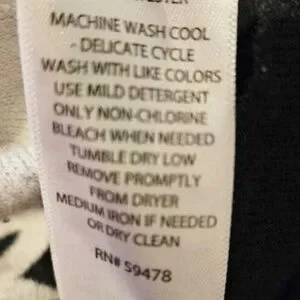 MACHINE WASH COOL
- DELICATE CYCLE
WASH WITH LIKE COLORS
USE MILD DETERGENT
ONLY NON-CHLORINE
BLEACH WHEN NEEDED
TUMBLE DRY LOW
REMOVE PROMPTLY
FROM DRYER
MEDIUM IRON IF NEEDED
OR DRY CLEAN
RN# 59478